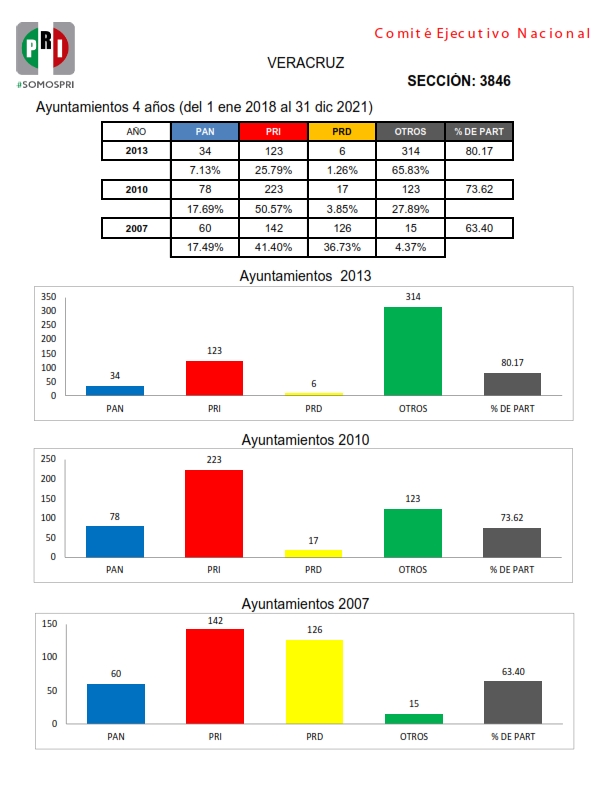 Comité Ejecutivo Nacional
PRI
#SOMOSPRI
VERACRUZ
SECCIÓN: 3846
Ayuntamientos 4 años (del 1 ene 2018 al 31 dic 2021)
AÑO PAN PRI PRD OTROS % DE PART
2013 34 123 6 314 80.17
7.13% 25.79% 1.26% 65.83%
2010 78 223 17 123 73.62
17.69% 50.57% 3.85% 27.89%
2007 60 142 126 15 63.40
17.49% 41.40% 36.73% 4.37%
Ayuntamientos 2013
350
300
250
200
150
100
50
0
34 123 6 314 80.17
PAN PRI PRD OTROS % DE PART
Ayuntamientos 2010
250
200
150
100
50
0
78 223 17 123 73.62
PAN PRI PRD OTROS % DE PART
Ayuntamientos 2007
150
100
50
0
60 142 126 15 63.40
PAN PRI PRD OTROS % DE PART